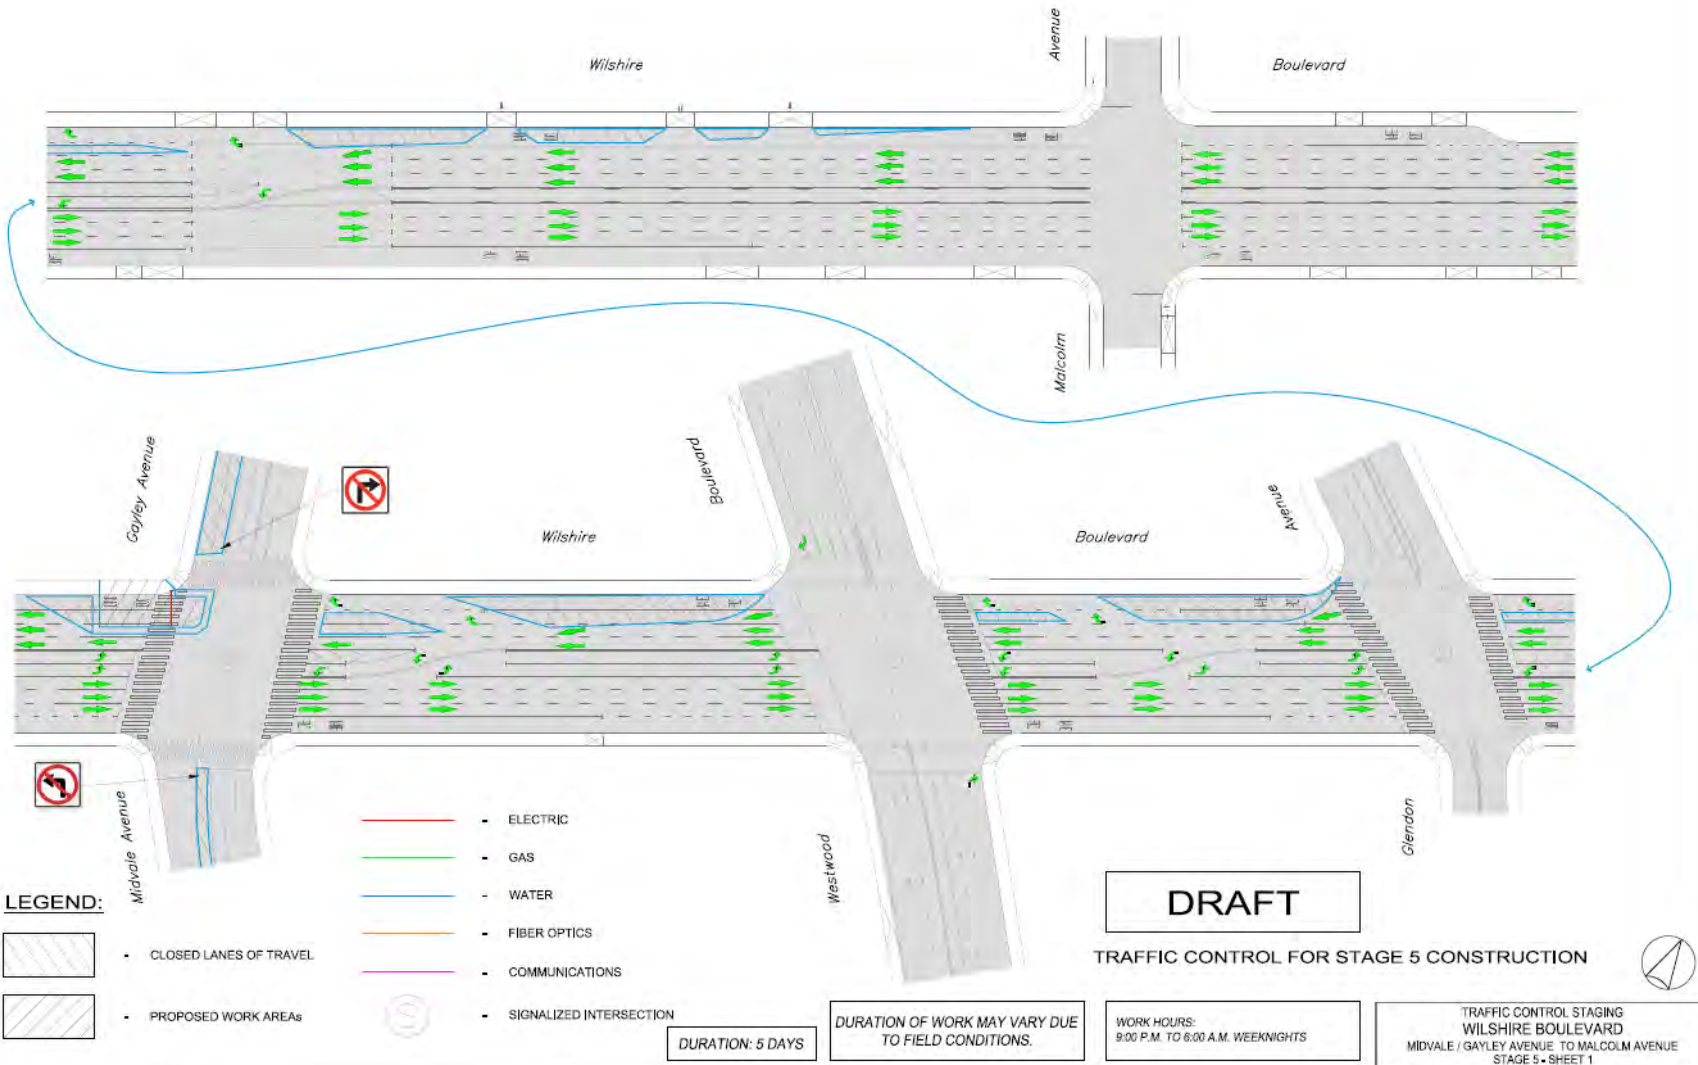 Wilshire
Avenue
Boulevard
Malcolm
Gayley Avenue
Wilshire
Boulevard
Boulevard
Avenue
Midvale Avenue
Westwood
Glendon
LEGEND:
- CLOSED LANES OF TRAVEL
- PROPOSED WORK AREAs
- ELECTRIC
- GAS
- WATER
- FIBER OPTICS
- COMMUNICATIONS
S - SIGNALIZED INTERSECTION
DURATION: 5 DAYS
DURATION OF WORK MAY VARY DUE
TO FIELD CONDITIONS.
DRAFT
TRAFFIC CONTROL FOR STAGE 5 CONSTRUCTION
WORK HOURS:
9:00 P.M. TO 6:00 A.M. WEEKNIGHTS
TRAFFIC CONTROL STAGING
WILSHIRE BOULEVARD
MIDVALE / GAYLEY AVENUE TO MALCOLM AVENUE
STAGE 5 - SHEET 1